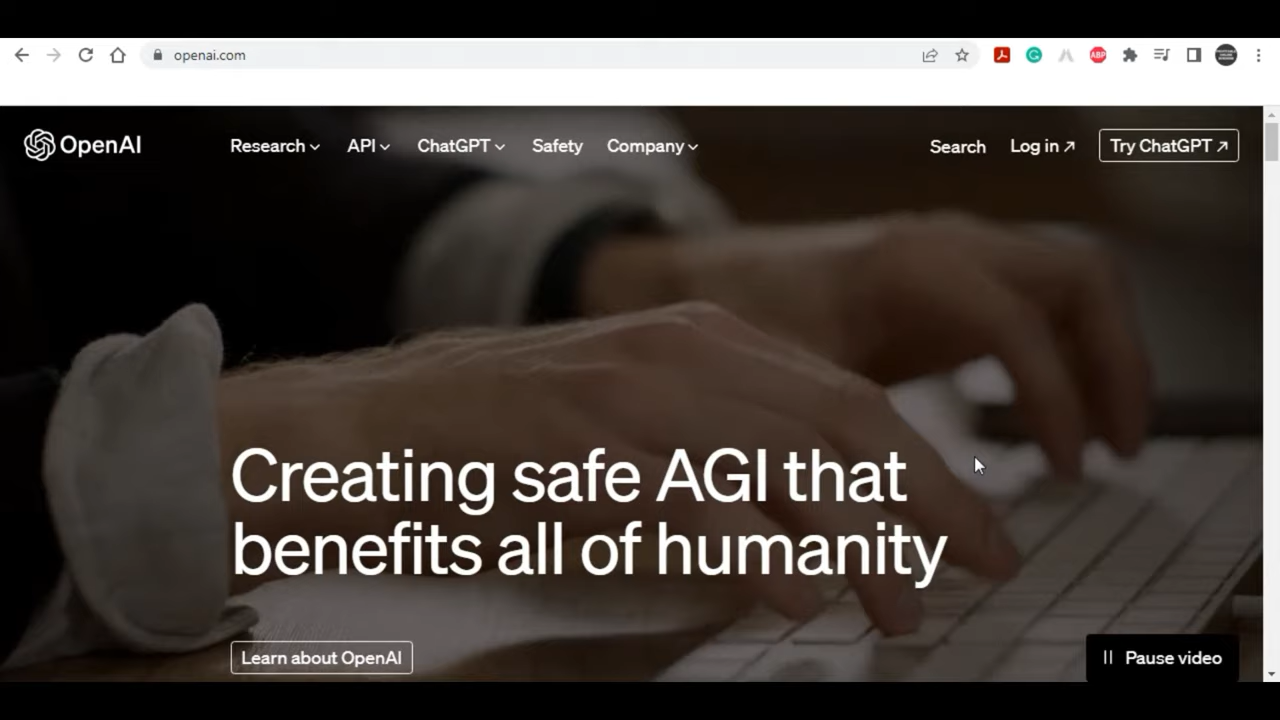 openai.com
ABP
OpenAI
Research
API
ChatGPT
Safety
Company
Search
Log in ↗
Try ChatGPT ↗
Creating safe AGI that
benefits all of humanity
Learn about OpenAI
Pause video